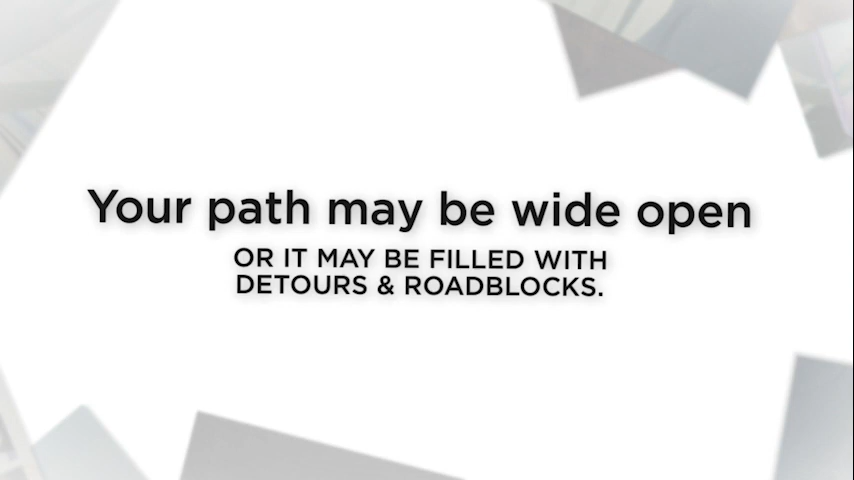 Your path may be wide open
OR IT MAY BE FILLED WITH
DETOURS & ROADBLOCKS.